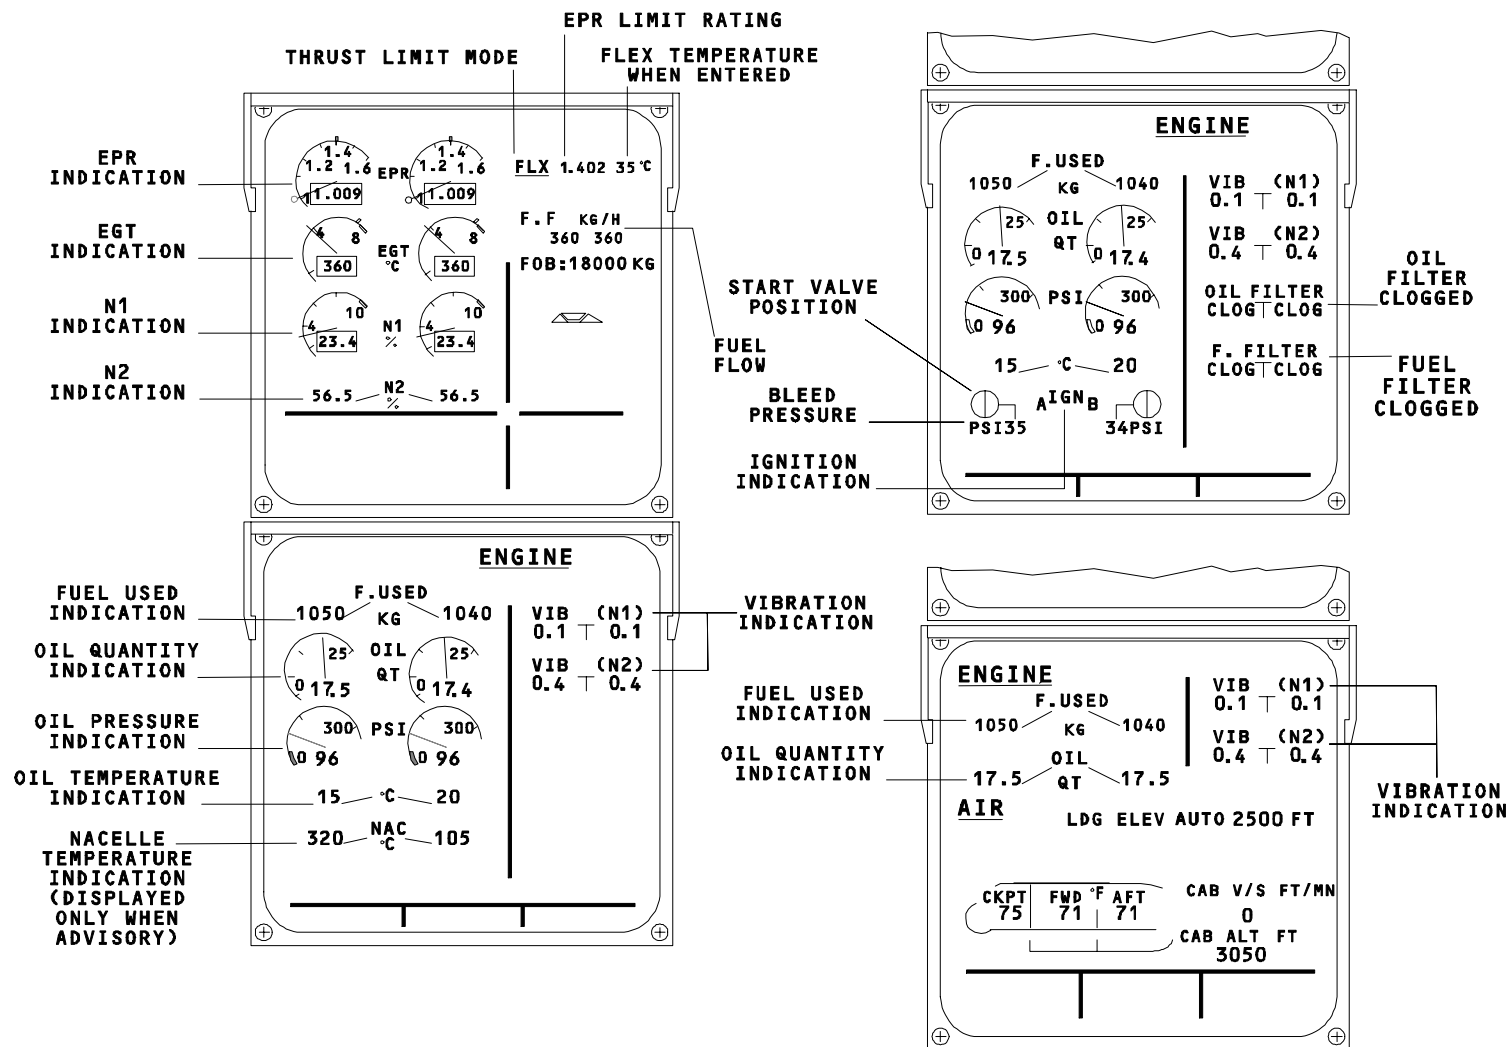 EPR LIMIT RATING
THRUST LIMIT MODE
FLEX TEMPERATURE
WHEN ENTERED
EPR
INDICATION
EGT
INDICATION
N1
INDICATION
N2
INDICATION
1.2 1.4 1.6
1 1.009
EPR
1.2 1.4 1.6
1.009
FLX 1.402 35 °C
4 8
360
EGT
°C
4 8
360
F.F KG/H
360 360
FOB:18000 KG
4 10
23.4
N1
%
4 10
23.4
56.5 N2 56.5
%
FUEL
FLOW
FUEL USED
INDICATION
OIL QUANTITY
INDICATION
OIL PRESSURE
INDICATION
OIL TEMPERATURE
INDICATION
NACELLE
TEMPERATURE
INDICATION
(DISPLAYED
ONLY WHEN
ADVISORY)
ENGINE
F.USED
1050 KG 1040
25 OIL 25
QT
0 17.5 0 17.4
300 PSI 300
0 96 0 96
15 °C 20
320 NAC 105
°C
VIB (N1)
0.1 0.1
VIB (N2)
0.4 0.4
VIBRATION
INDICATION
START VALVE
POSITION
BLEED
PRESSURE
IGNITION
INDICATION
ENGINE
F.USED
1050 KG 1040
25 OIL 25
QT
0 17.5 0 17.4
300 PSI 300
0 96 0 96
15 °C 20
A IGN B
PSI35 34PSI
VIB (N1)
0.1 0.1
VIB (N2)
0.4 0.4
OIL FILTER
CLOG CLOG
F. FILTER
CLOG CLOG
OIL
FILTER
CLOGGED
FUEL
FILTER
CLOGGED
FUEL USED
INDICATION
OIL QUANTITY
INDICATION
ENGINE
F.USED
1050 KG 1040
OIL
17.5 QT 17.5
VIB (N1)
0.1 0.1
VIB (N2)
0.4 0.4
VIBRATION
INDICATION
AIR
LDG ELEV AUTO 2500 FT
CKPT FWD °F AFT
75 71 71
CAB V/S FT/MN
0
CAB ALT FT
3050